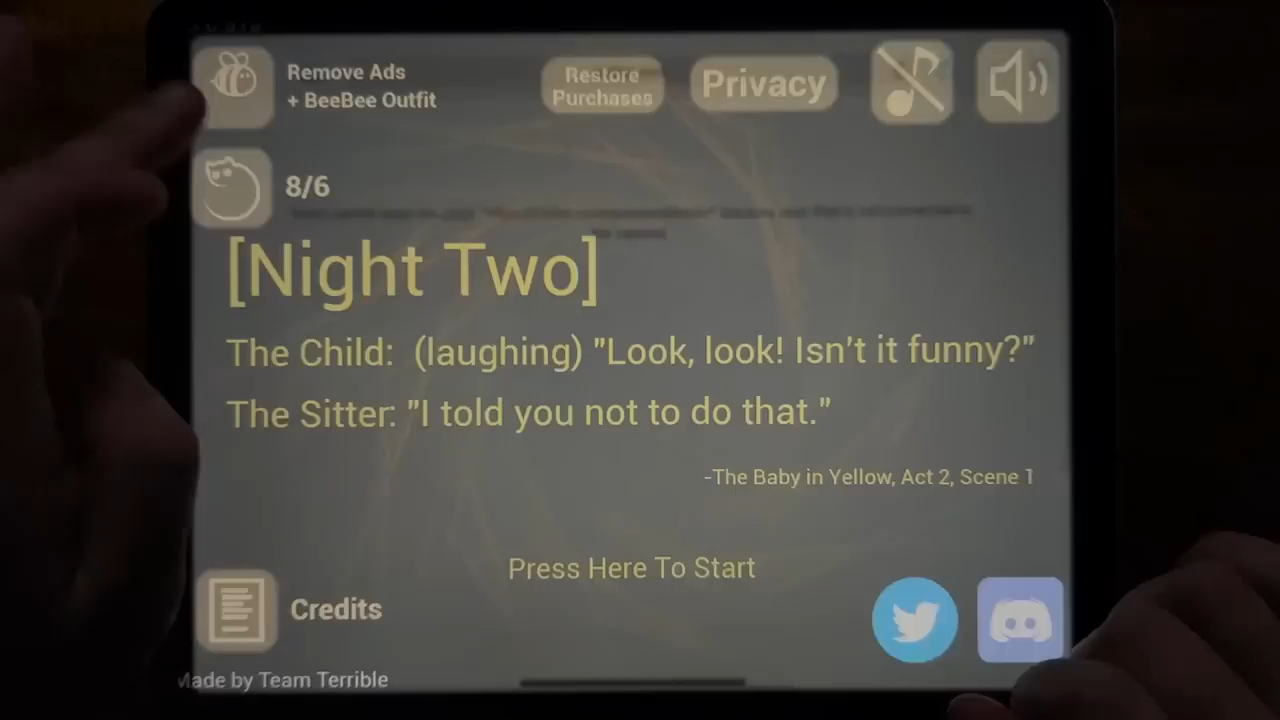 Remove Ads
+ BeeBee Outfit
Restore
Purchases
Privacy
8/6
[Night Two]
The Child: (laughing) "Look, look! Isn't it funny?"
The Sitter: "I told you not to do that."
-The Baby in Yellow, Act 2, Scene 1
Press Here To Start
Credits
Made by Team Terrible